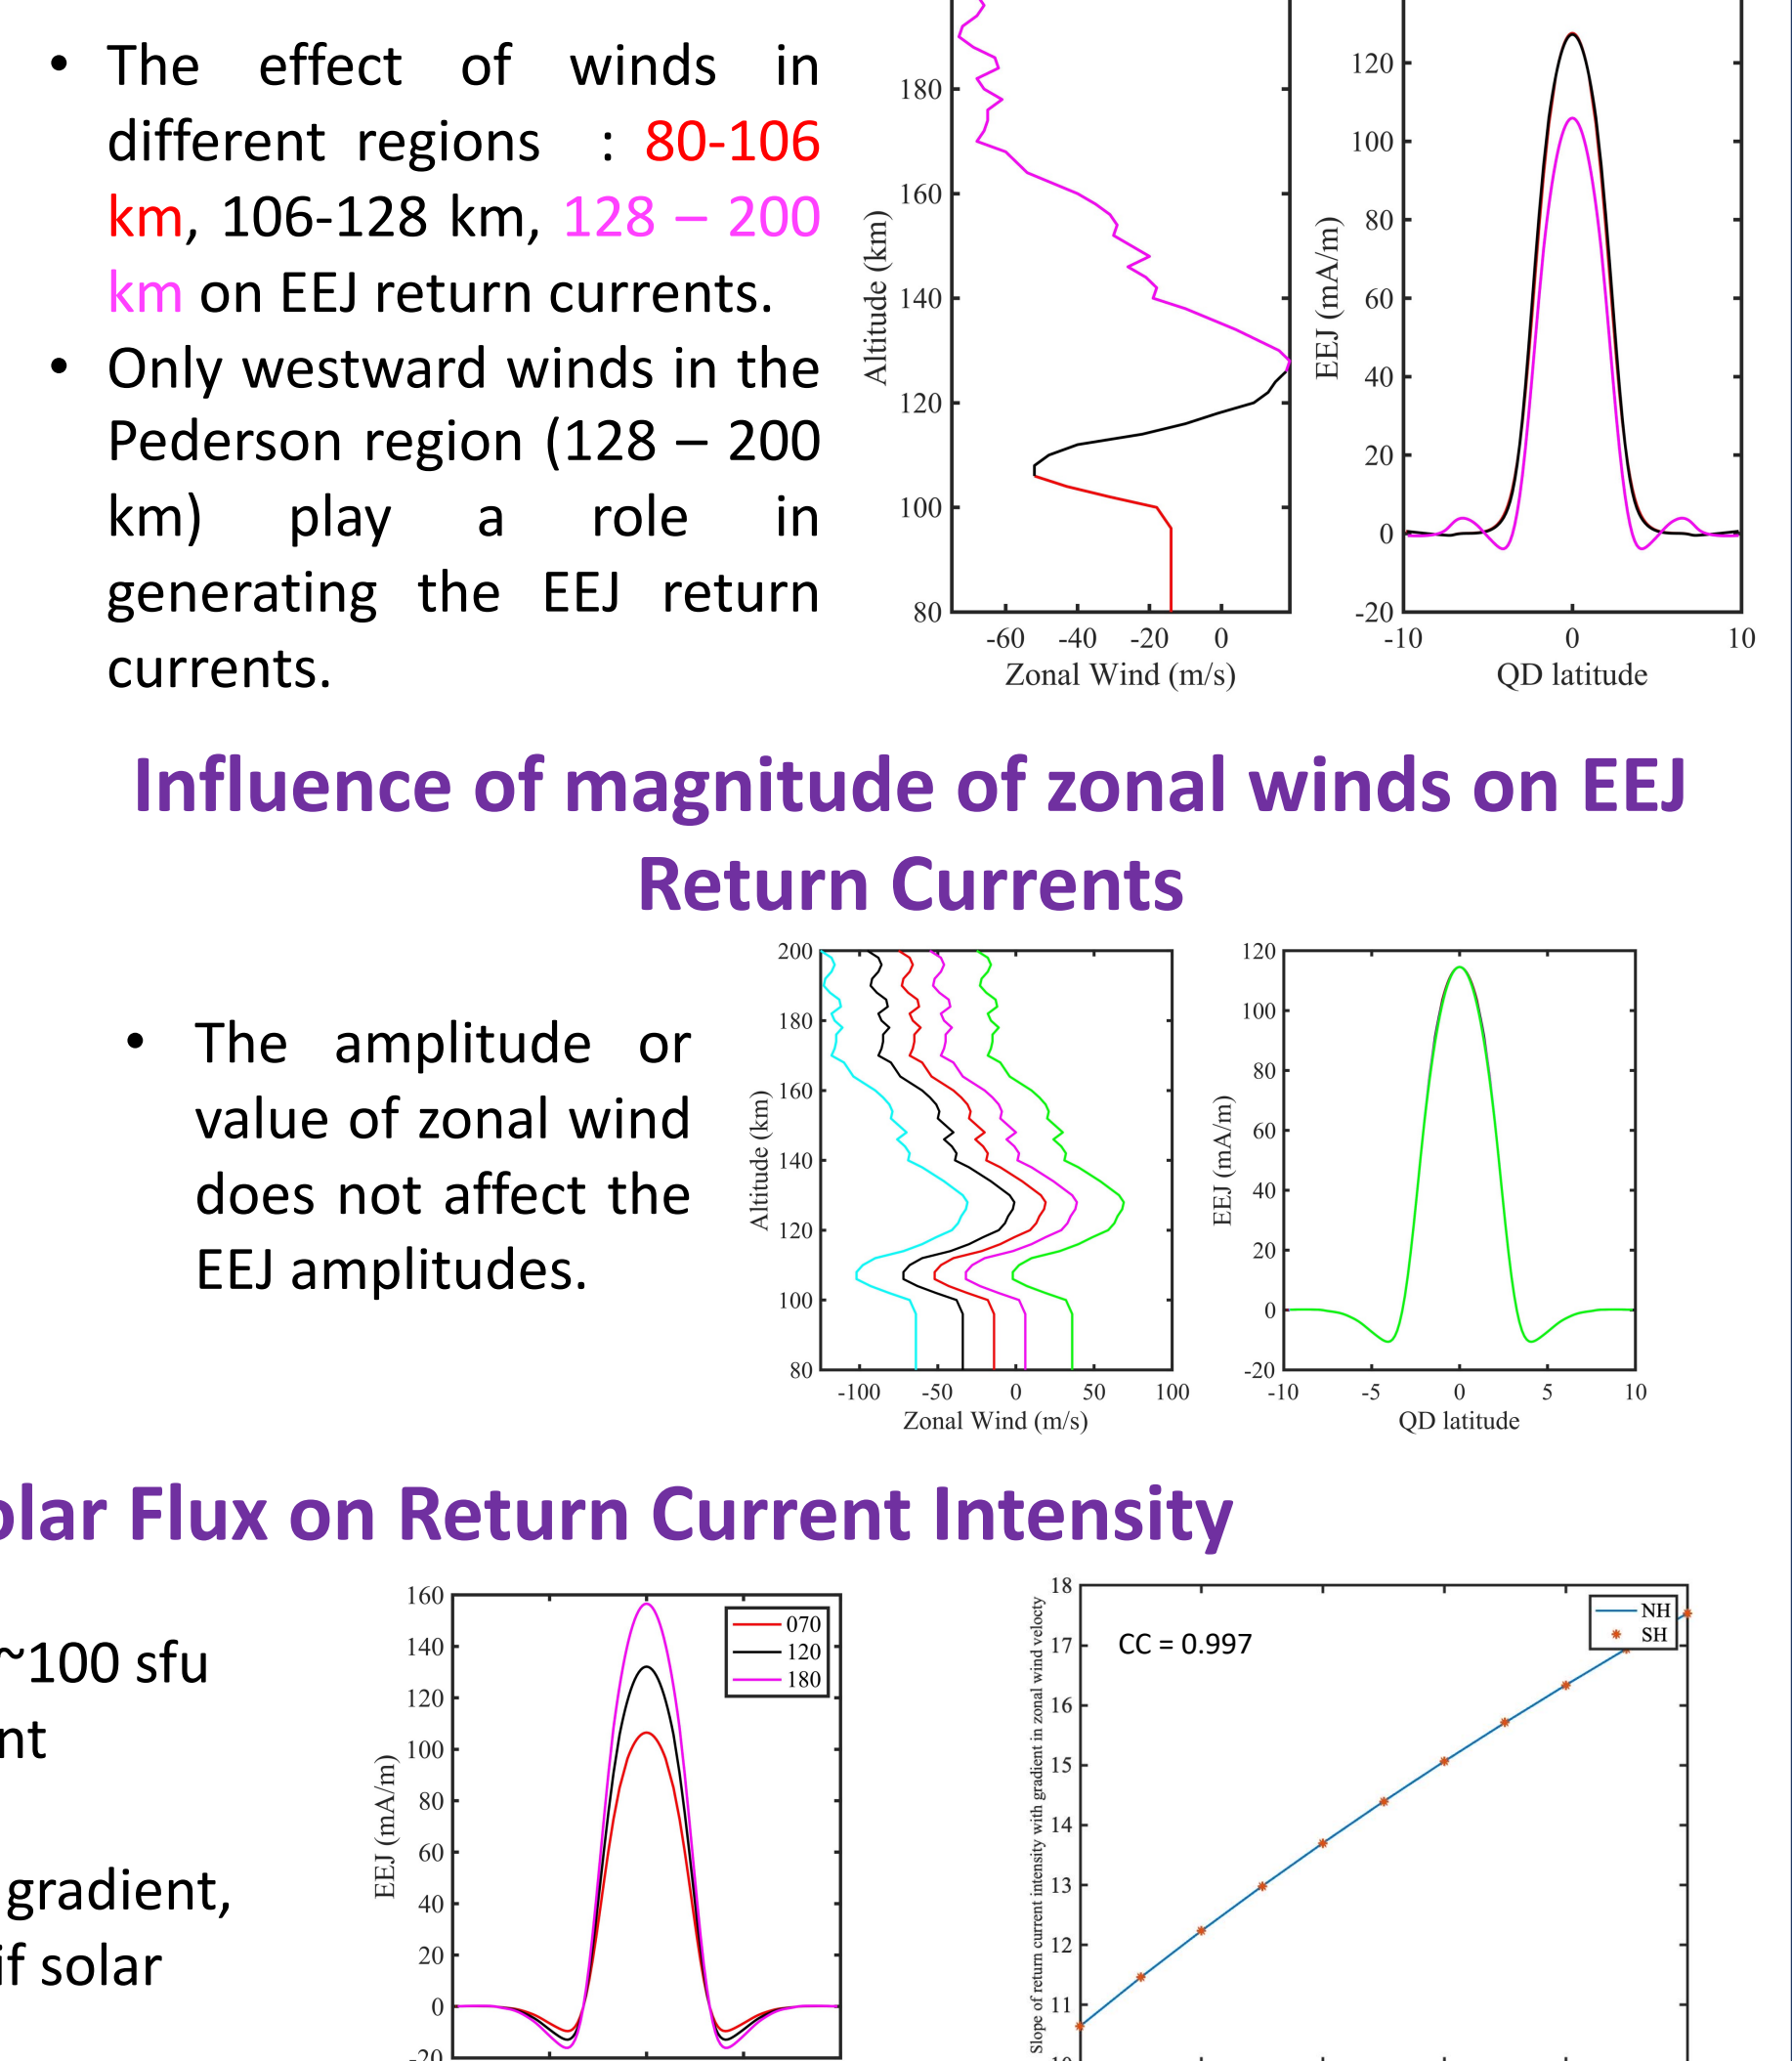 • The effect of winds in
different regions : 80-106
km, 106-128 km, 128 – 200
km on EEJ return currents.
• Only westward winds in the
Pederson region (128 – 200
km) play a role in
generating the EEJ return
currents.
180
160
140
120
100
80
Altitude (km)
-60 -40 -20 0
Zonal Wind (m/s)
120
100
80
60
40
20
0
-20
EEJ (mA/m)
-10 0 10
QD latitude
Influence of magnitude of zonal winds on EEJ
Return Currents
• The amplitude or
value of zonal wind
does not affect the
EEJ amplitudes.
200
180
160
140
120
100
80
Altitude (km)
-100 -50 0 50 100
Zonal Wind (m/s)
120
100
80
60
40
20
0
-20
EEJ (mA/m)
-10 -5 0 5 10
QD latitude
olar Flux on Return Current Intensity
~100 sfu
nt
gradient,
if solar
160
140
120
100
80
60
40
20
0
-20
EEJ (mA/m)
070
120
180
18
17
16
15
14
13
12
11
Slope of return current intensity with gradient in zonal wind velocty
CC = 0.997
NH
SH